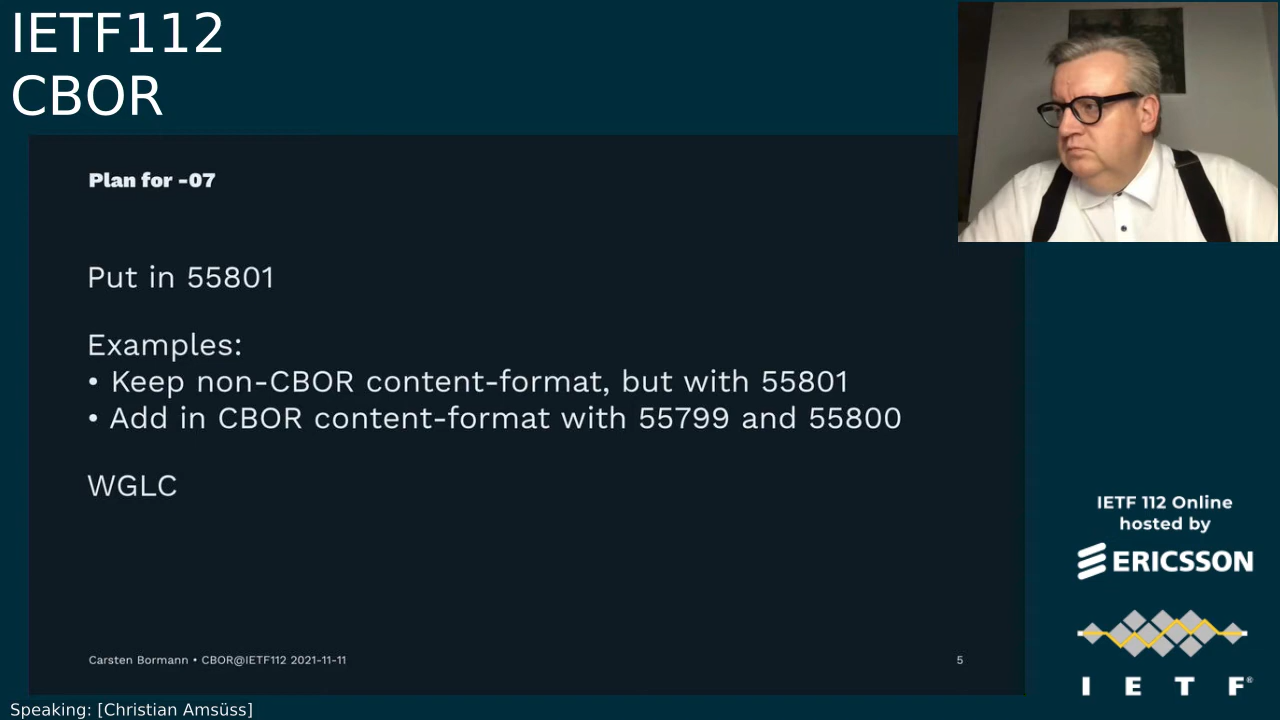 IETF112
CBOR
Plan for -07
Put in 55801
Examples:
• Keep non-CBOR content-format, but with 55801
• Add in CBOR content-format with 55799 and 55800
WGLC
Carsten Bormann • CBOR@IETF112 2021-11-11
5
IETF 112 Online
hosted by
ERICSSON
I E T F®
Speaking: [Christian Amsüss]